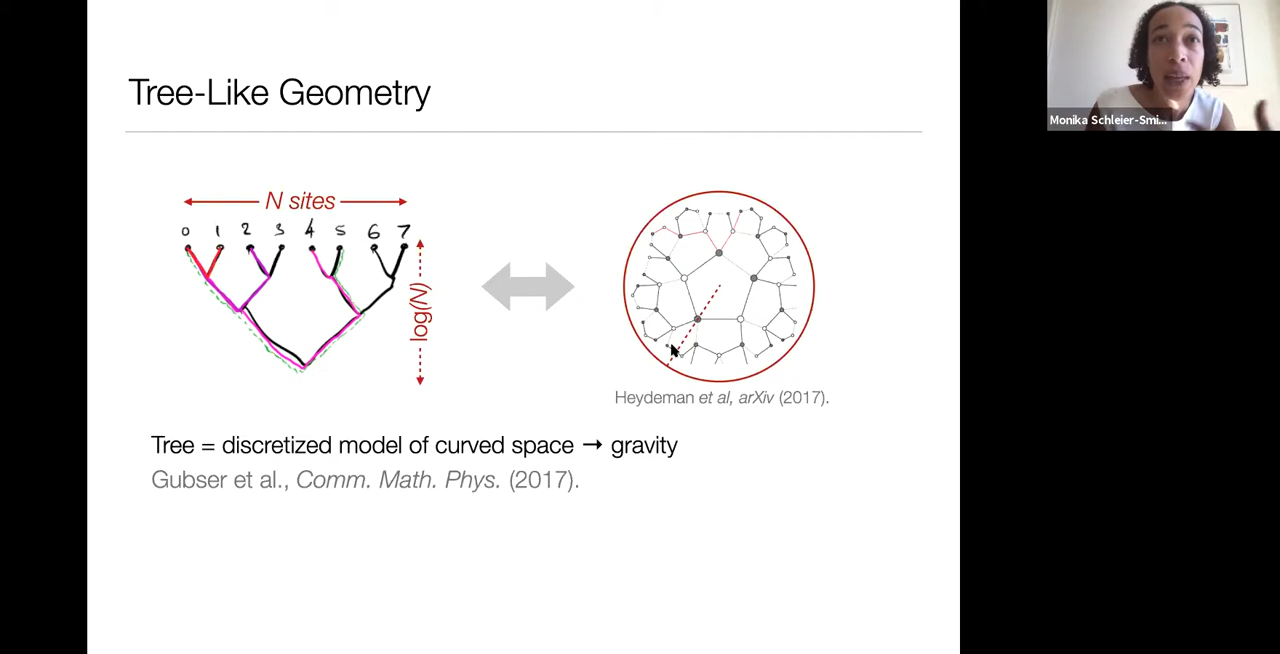 Tree-Like Geometry
Monika Schleier-Smi...
N sites
0 1 2 3 4 5 6 7
log(N)
Heydeman et al, arXiv (2017).
Tree = discretized model of curved space → gravity
Gubser et al., Comm. Math. Phys. (2017).